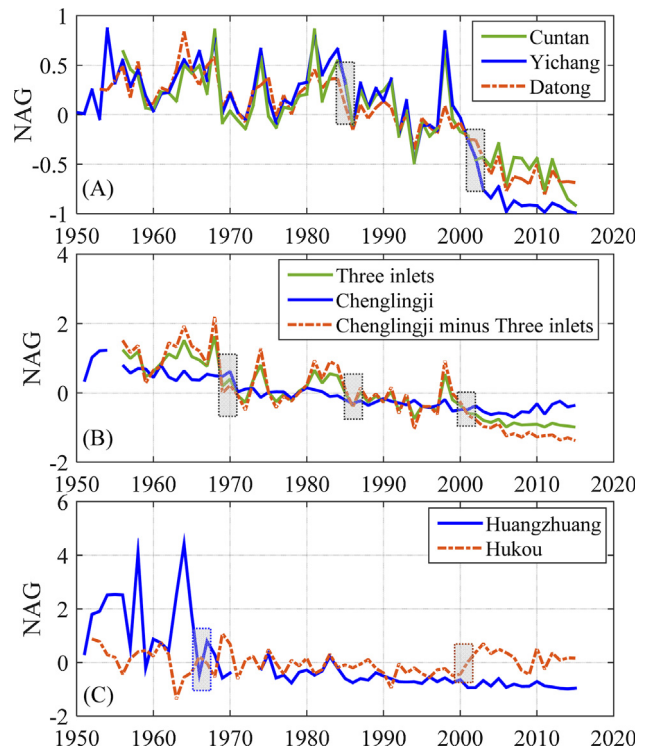 1
0.5
0
-0.5
-1
NAG
(A)
Cuntan
Yichang
Datong
1950 1960 1970 1980 1990 2000 2010 2020
4
2
0
-2
NAG
(B)
Three inlets
Chenglingji
Chenglingji minus Three inlets
1950 1960 1970 1980 1990 2000 2010 2020
6
4
2
0
-2
NAG
(C)
Huangzhuang
Hukou
1950 1960 1970 1980 1990 2000 2010 2020